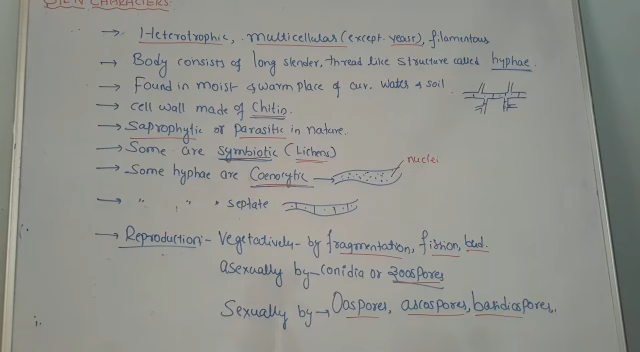 GEN CHARACTERS:
→ Heterotrophic, multicellular (except yeast), filamentous
→ Body consists of long slender, thread like structure called hyphae.
→ Found in moist & warm place of air. Water & soil.
→ cell wall made of Chitin.
→ Saprophytic or Parasitic in nature.
→ Some are symbiotic (Lichens)
→ Some hyphae are Coenocytic → nuclei
→ " " " septate
→ Reproduction:- Vegetatively - by fragmentation, fission, bud.
asexually by - conidia or zoospores
Sexually by → Oospores, ascospores, basidiospores.